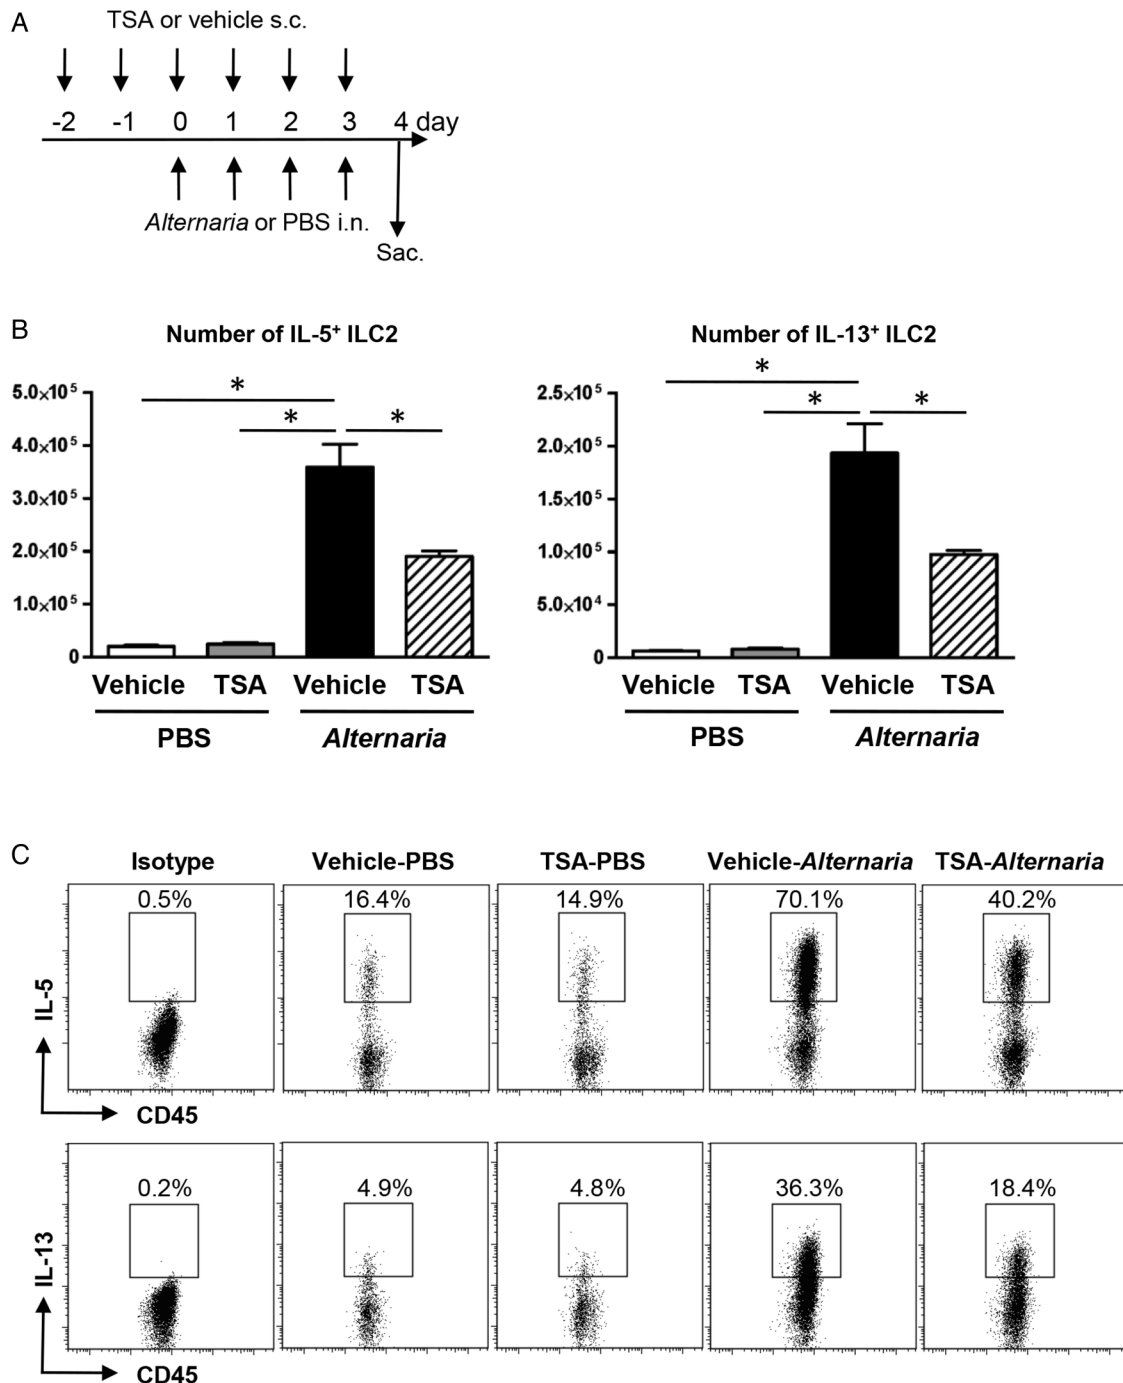 A
TSA or vehicle s.c.
-2 -1 0 1 2 3 4 day
Alternaria or PBS i.n.
Sac.
B
Number of IL-5⁺ ILC2
5.0×10⁵
4.0×10⁵
3.0×10⁵
2.0×10⁵
1.0×10⁵
0
* * *
Vehicle TSA Vehicle TSA
PBS Alternaria
Number of IL-13⁺ ILC2
2.5×10⁵
2.0×10⁵
1.5×10⁵
1.0×10⁵
5.0×10⁴
0
* * *
Vehicle TSA Vehicle TSA
PBS Alternaria
C
Isotype Vehicle-PBS TSA-PBS Vehicle-Alternaria TSA-Alternaria
0.5% 16.4% 14.9% 70.1% 40.2%
IL-5
CD45
0.2% 4.9% 4.8% 36.3% 18.4%
IL-13
CD45